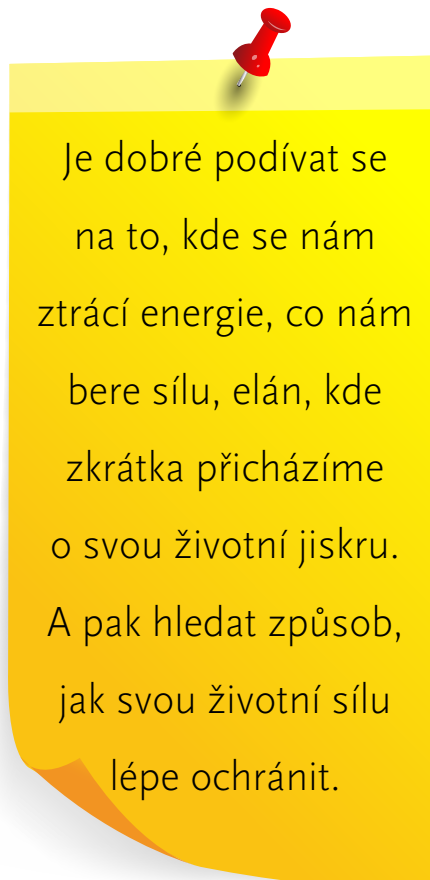 Je dobré podívat se
na to, kde se nám
ztrácí energie, co nám
bere sílu, elán, kde
zkrátka přicházíme
o svou životní jiskru.
A pak hledat způsob,
jak svou životní sílu
lépe ochránit.